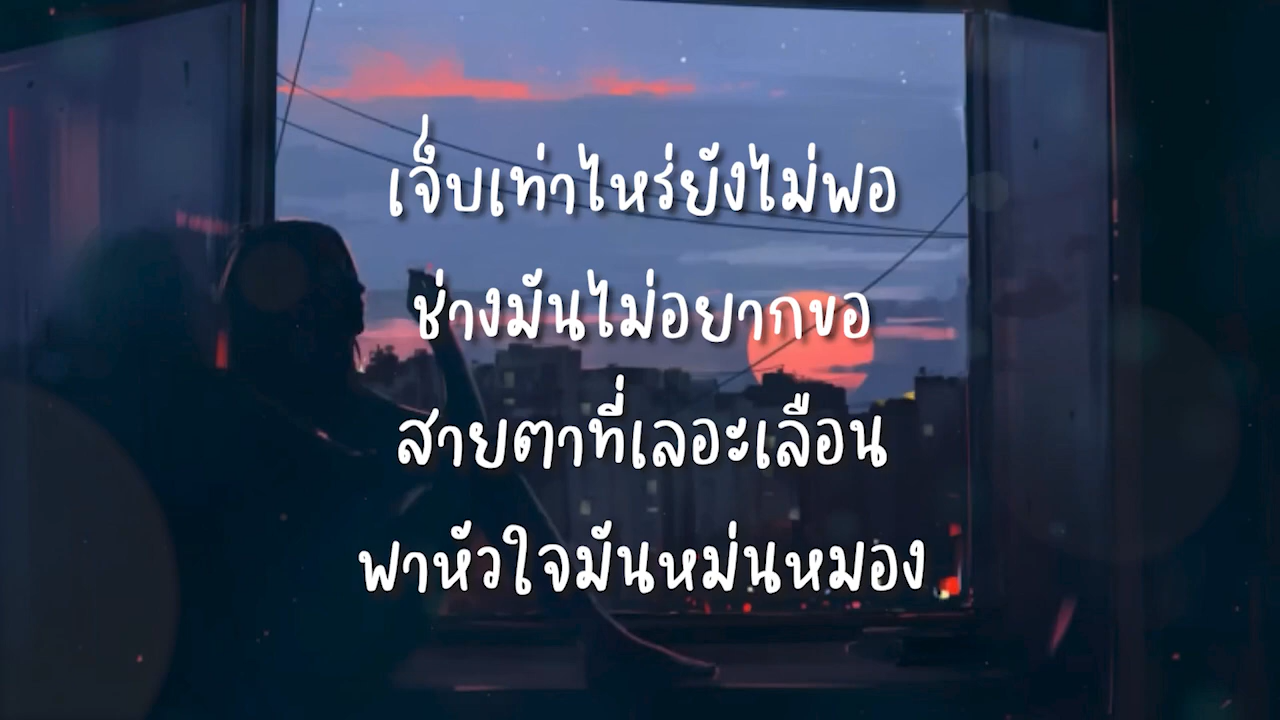 เจ็บเท่าไหร่ยังไม่พอ
ช่างมันไม่อยากขอ
สายตาที่เลอะเลือน
พาหัวใจมันหม่นหมอง